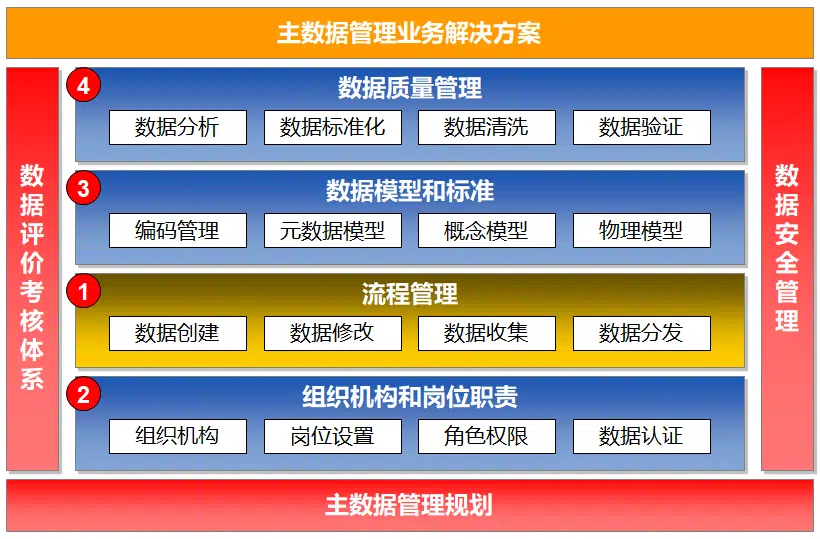 主数据管理业务解决方案
数据评价考核体系
4
数据质量管理
数据分析 数据标准化 数据清洗 数据验证
3
数据模型和标准
编码管理 元数据模型 概念模型 物理模型
1
流程管理
数据创建 数据修改 数据收集 数据分发
2
组织机构和岗位职责
组织机构 岗位设置 角色权限 数据认证
数据安全管理
主数据管理规划